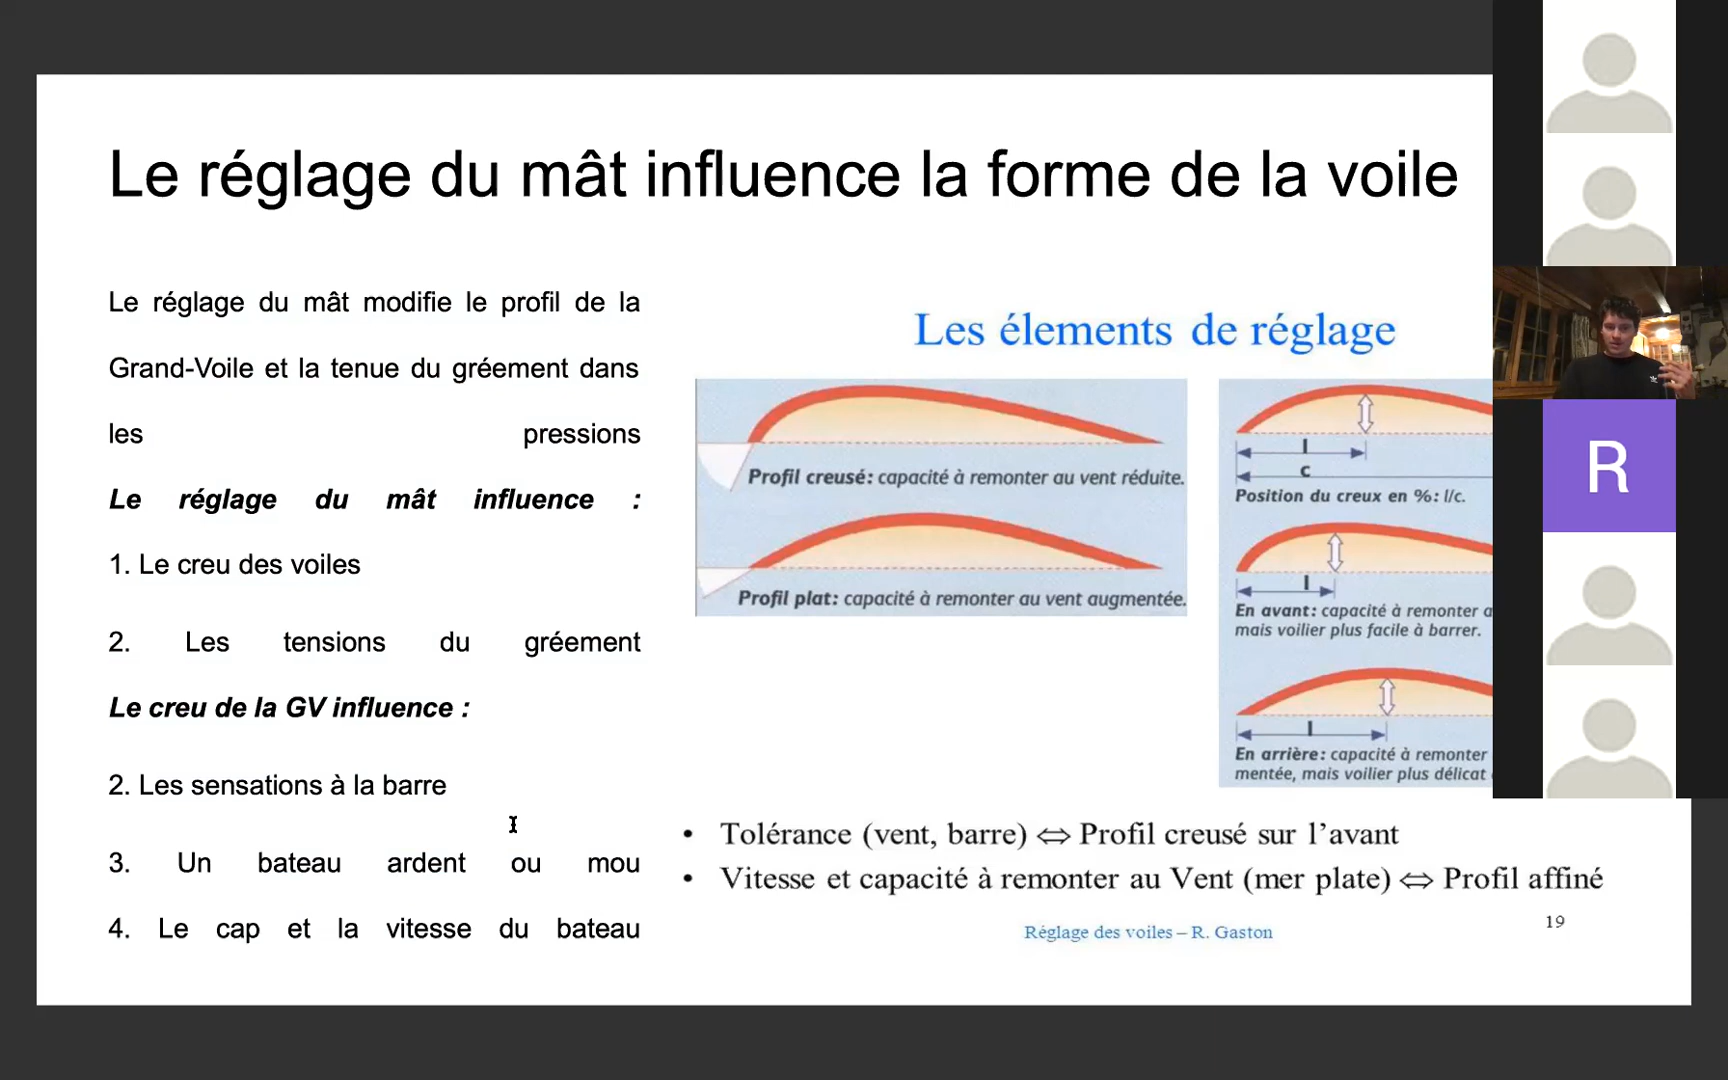 Le réglage du mât influence la forme de la voile
Le réglage du mât modifie le profil de la
Grand-Voile et la tenue du gréement dans
les pressions
Le réglage du mât influence :
1. Le creu des voiles
2. Les tensions du gréement
Le creu de la GV influence :
2. Les sensations à la barre
3. Un bateau ardent ou mou
4. Le cap et la vitesse du bateau
Les élements de réglage
Profil creusé: capacité à remonter au vent réduite.
Profil plat: capacité à remonter au vent augmentée.
l
c
Position du creux en %: l/c.
l
En avant: capacité à remonter
mais voilier plus facile à barrer.
l
En arrière: capacité à remonter
mentée, mais voilier plus délicat
• Tolérance (vent, barre) ⇔ Profil creusé sur l’avant
• Vitesse et capacité à remonter au Vent (mer plate) ⇔ Profil affiné
Réglage des voiles – R. Gaston
19
R